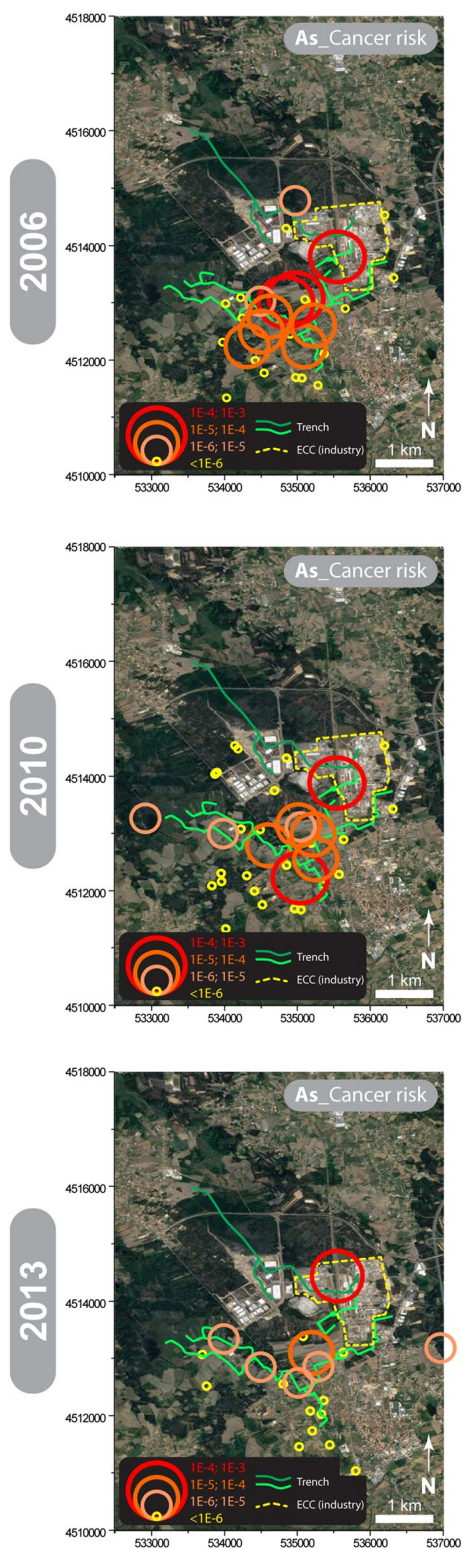 2006
As_Cancer risk
4518000
4516000
4514000
4512000
4510000
1E-4; 1E-3
1E-5; 1E-4
1E-6; 1E-5
<1E-6
Trench
ECC (industry)
N
1 km
533000 534000 535000 536000 537000
2010
As_Cancer risk
4518000
4516000
4514000
4512000
4510000
1E-4; 1E-3
1E-5; 1E-4
1E-6; 1E-5
<1E-6
Trench
ECC (industry)
N
1 km
533000 534000 535000 536000 537000
2013
As_Cancer risk
4518000
4516000
4514000
4512000
4510000
1E-4; 1E-3
1E-5; 1E-4
1E-6; 1E-5
<1E-6
Trench
ECC (industry)
N
1 km
533000 534000 535000 536000 537000